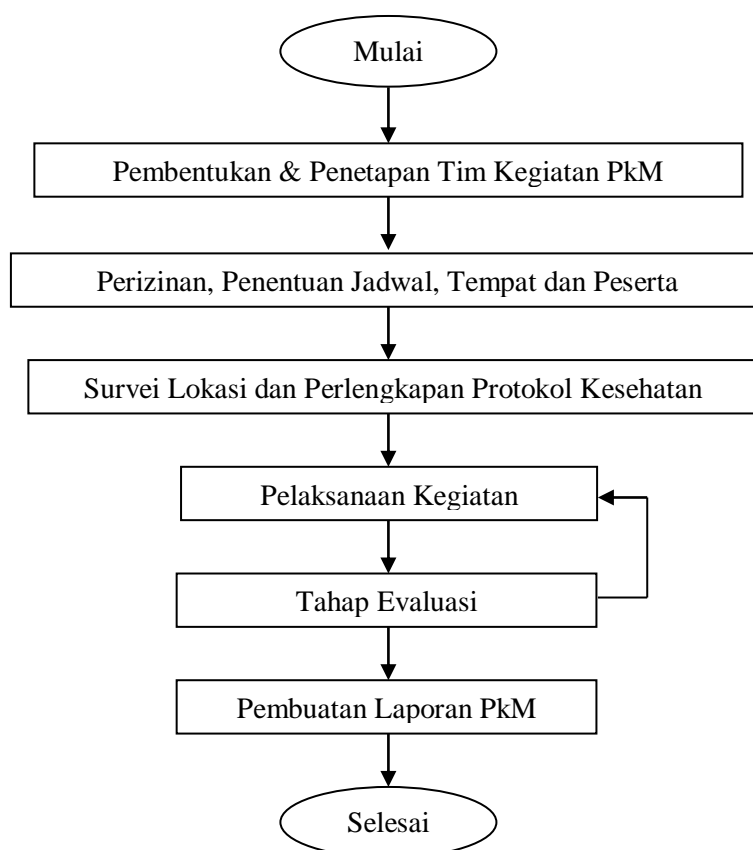 Mulai
Pembentukan & Penetapan Tim Kegiatan PkM
Perizinan, Penentuan Jadwal, Tempat dan Peserta
Survei Lokasi dan Perlengkapan Protokol Kesehatan
Pelaksanaan Kegiatan
Tahap Evaluasi
Pembuatan Laporan PkM
Selesai